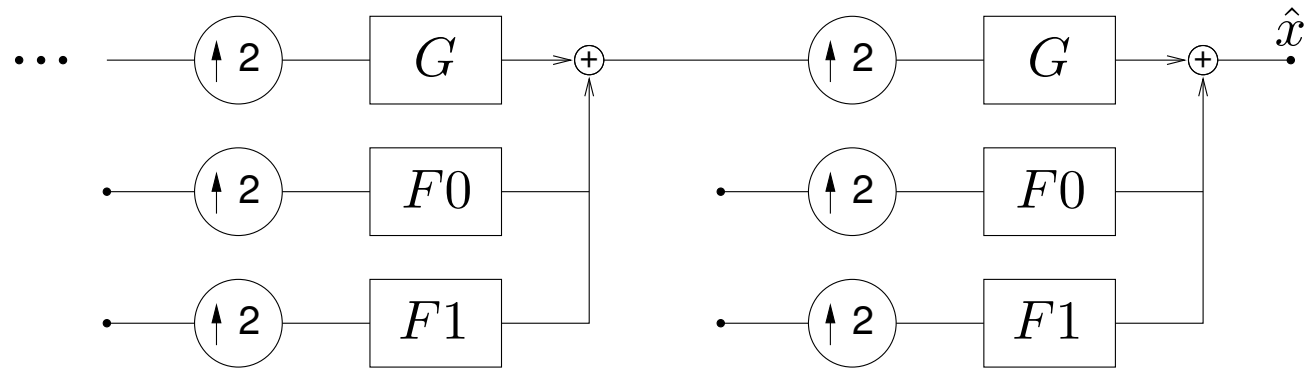 x̂
... ↑ 2 G + ↑ 2 G +
↑ 2 F0 ↑ 2 F0
↑ 2 F1 ↑ 2 F1